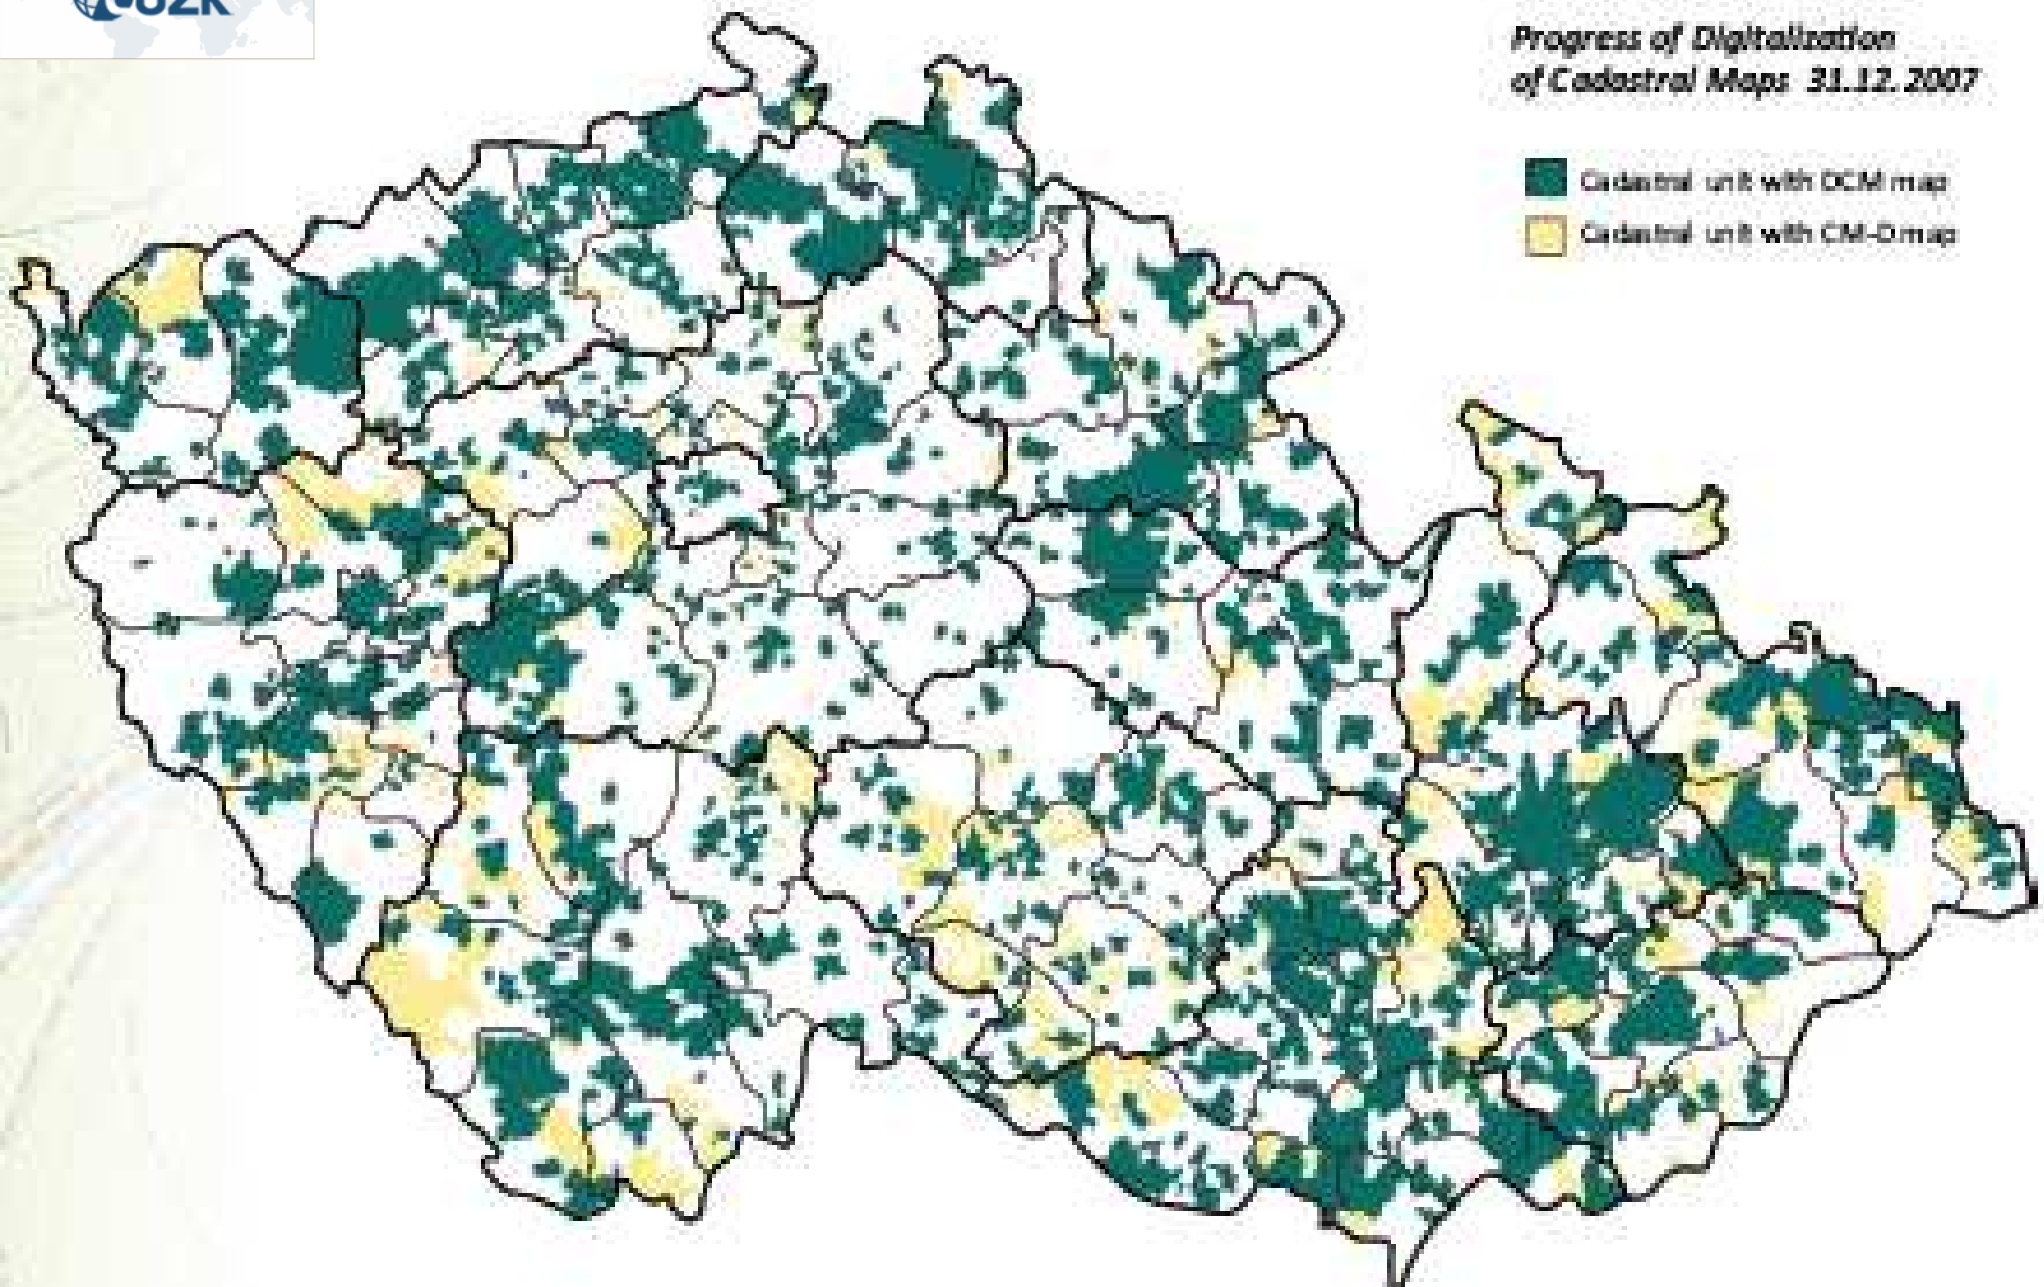 ČÚZK
Progress of Digitalization
of Cadastral Maps 31.12.2007
Cadastral unit with DCM map
Cadastral unit with CM-D map